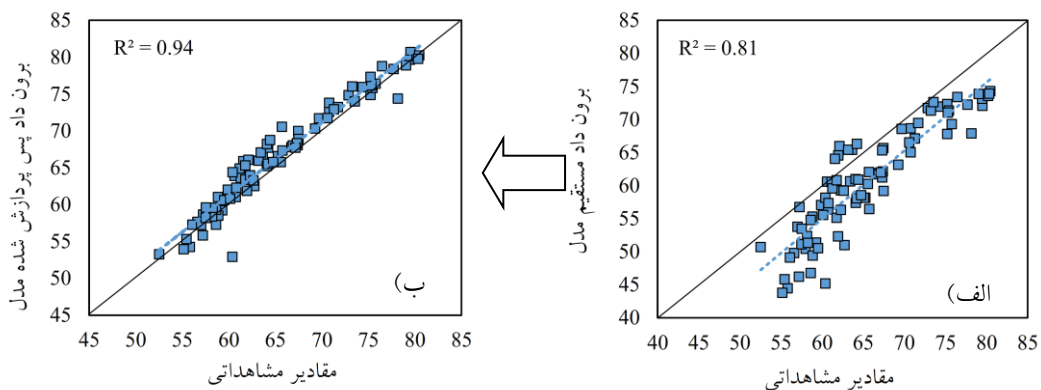 R² = 0.81
برون داد مستقیم مدل
85
80
75
70
65
60
55
50
45
40
الف)
40 45 50 55 60 65 70 75 80 85
مقادیر مشاهداتی
R² = 0.94
برون داد پس پردازش شده مدل
85
80
75
70
65
60
55
50
45
ب)
45 50 55 60 65 70 75 80 85
مقادیر مشاهداتی